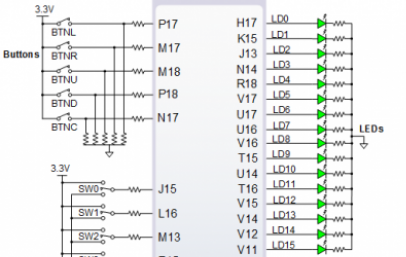 3.3V
Buttons
BTNL
BTNR
BTNU
BTND
BTNC
P17
M17
M18
P18
N17
3.3V
SW0
SW1
SW2
J15
L16
M13
H17 LD0
K15 LD1
J13 LD2
N14 LD3
R18 LD4
V17 LD5
U17 LD6
U16 LD7
V16 LD8
T15 LD9
U14 LD10
T16 LD11
V15 LD12
V14 LD13
V12 LD14
V11 LD15
LEDs